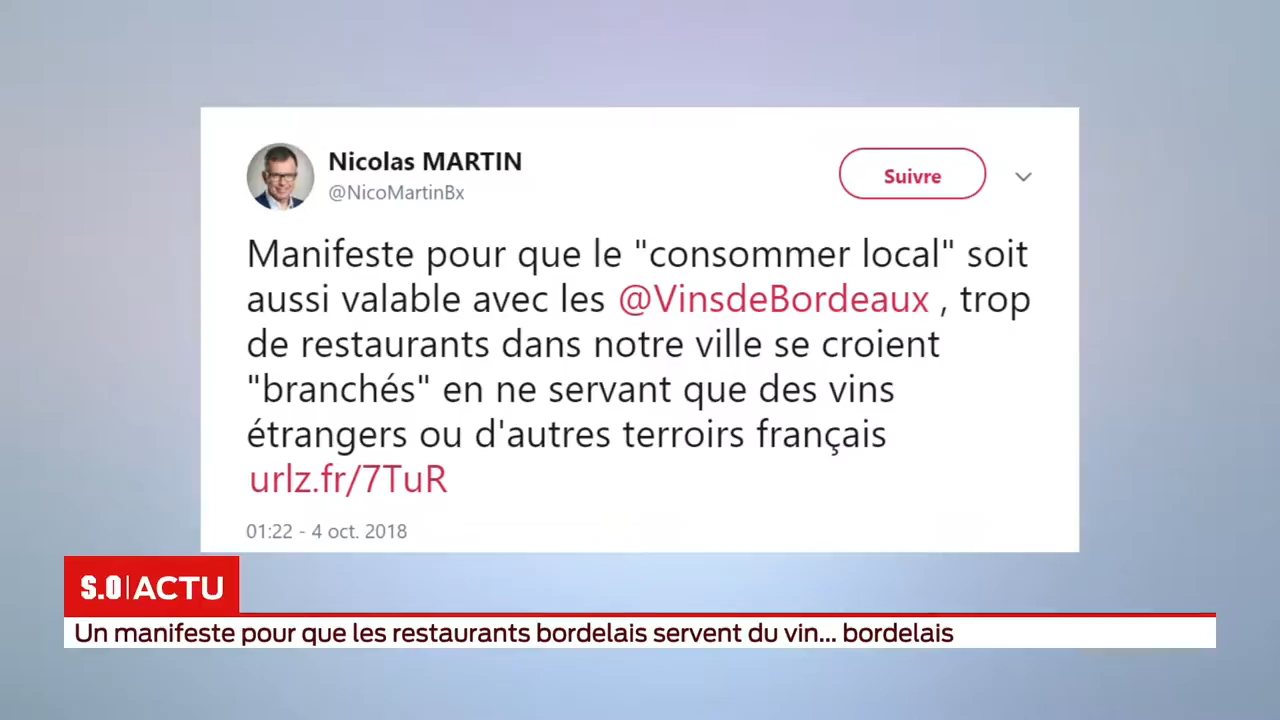 Nicolas MARTIN
@NicoMartinBx
Suivre
Manifeste pour que le "consommer local" soit
aussi valable avec les @VinsdeBordeaux , trop
de restaurants dans notre ville se croient
"branchés" en ne servant que des vins
étrangers ou d'autres terroirs français
urlz.fr/7TuR
01:22 - 4 oct. 2018
S.O|ACTU
Un manifeste pour que les restaurants bordelais servent du vin... bordelais